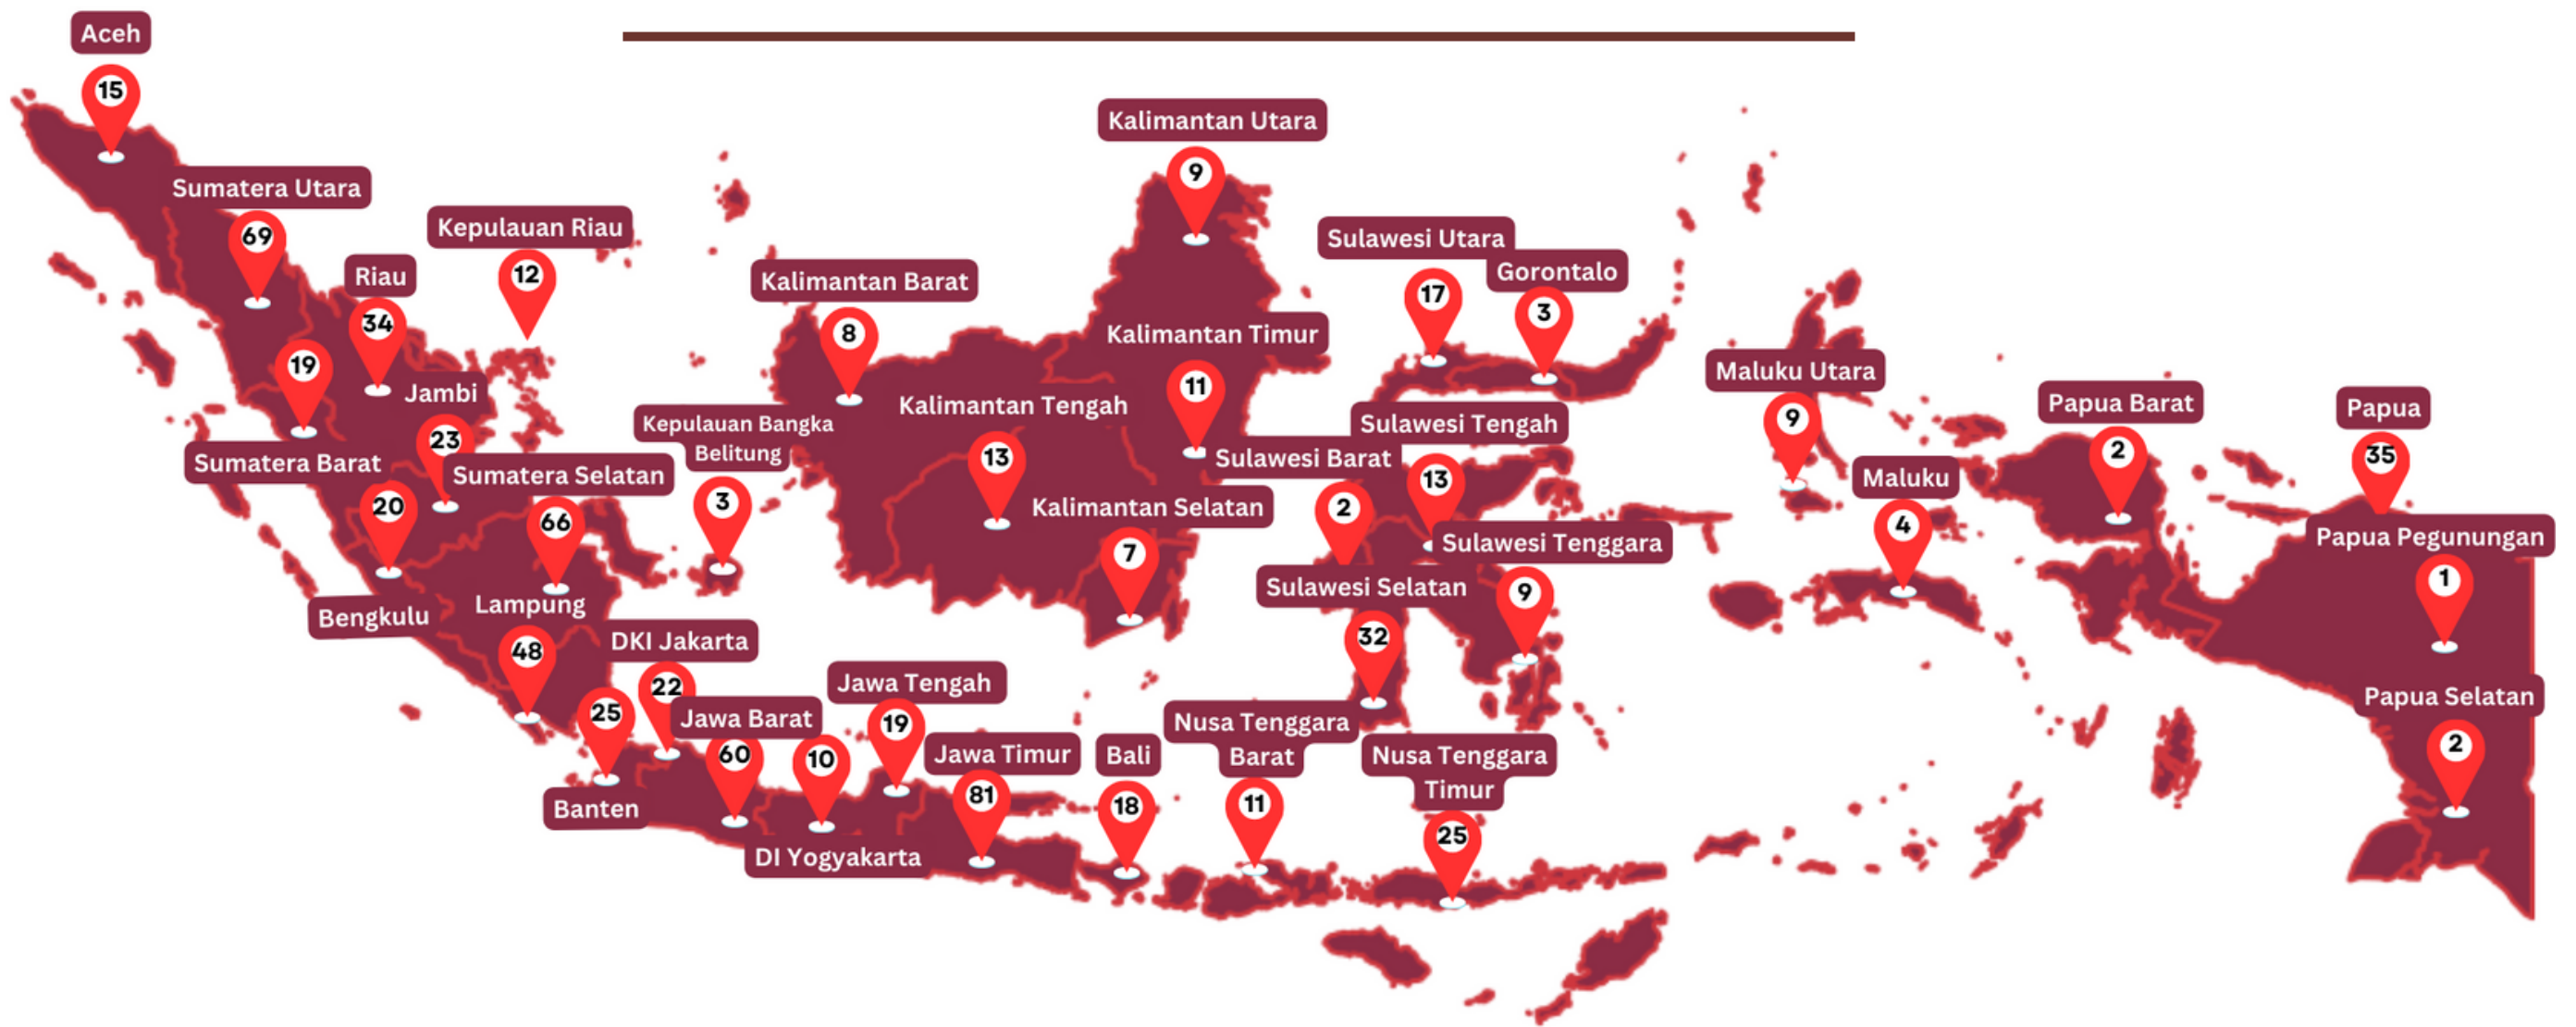 Aceh
15
Sumatera Utara
69
Kepulauan Riau
12
Riau
34
19
Sumatera Barat
Jambi
23
20
Bengkulu
Sumatera Selatan
66
Lampung
48
Kepulauan Bangka
Belitung
3
DKI Jakarta
22
25
Banten
Jawa Barat
60
10
DI Yogyakarta
Jawa Tengah
19
Jawa Timur
81
Bali
18
Nusa Tenggara
Barat
11
Nusa Tenggara
Timur
25
Kalimantan Utara
9
Kalimantan Barat
8
Kalimantan Timur
11
Kalimantan Tengah
13
Kalimantan Selatan
7
Sulawesi Utara
17
Gorontalo
3
Sulawesi Tengah
13
Sulawesi Barat
2
Sulawesi Tenggara
9
Sulawesi Selatan
32
Maluku Utara
9
Maluku
4
Papua Barat
2
Papua
35
Papua Pegunungan
1
Papua Selatan
2